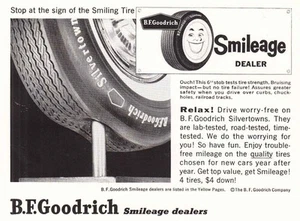 Stop at the sign of the Smiling Tire
B.F.Goodrich
Smileage
DEALER
Silvertown
B.F.Goodrich
Ouch! This 6" stob tests tire strength. Bruising
impact—but no tire failure! Assures greater
safety when you drive over curbs, chuck-
holes, railroad tracks.
Relax! Drive worry-free on
B.F.Goodrich Silvertowns. They
are lab-tested, road-tested, time-
tested. We do the worrying for
you! So have fun. Enjoy trouble-
free mileage on the quality tires
chosen for new cars year after year.
Get top value, get Smileage!
4 tires, $4 down!
B.F.Goodrich Smileage dealers are listed in the Yellow Pages. © The B.F.Goodrich Company
B.F.Goodrich Smileage dealers